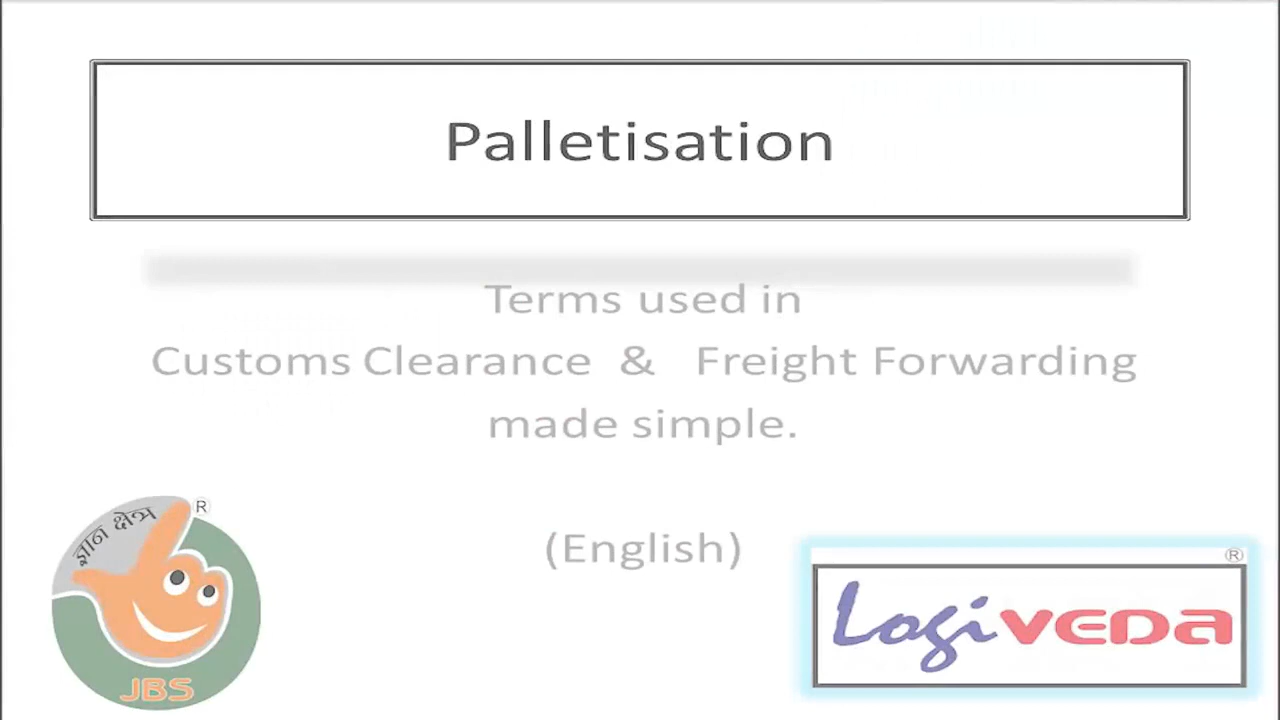 Palletisation
Terms used in
Customs Clearance & Freight Forwarding
made simple.
(English)
ज्ञान क्षेत्र
®
JBS
®
LogiVEDA